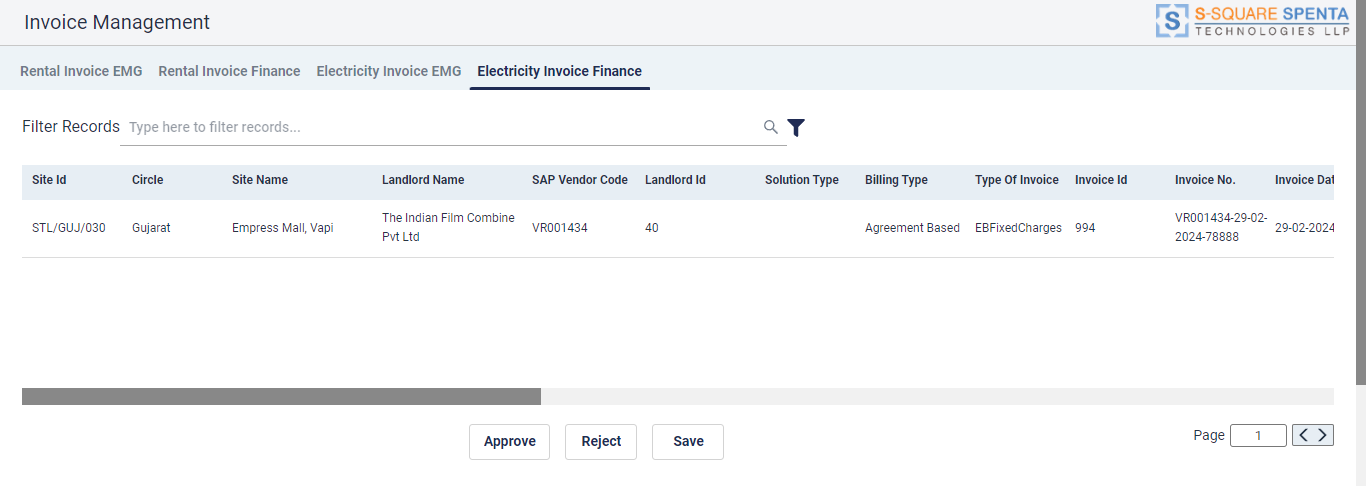 Invoice Management
S
S-SQUARE SPENTA
TECHNOLOGIES LLP
Rental Invoice EMG Rental Invoice Finance Electricity Invoice EMG Electricity Invoice Finance
Filter Records Type here to filter records...
Site Id Circle Site Name Landlord Name SAP Vendor Code Landlord Id Solution Type Billing Type Type Of Invoice Invoice Id Invoice No. Invoice Dat
STL/GUJ/030 Gujarat Empress Mall, Vapi The Indian Film Combine Pvt Ltd VR001434 40 Agreement Based EBFixedCharges 994 VR001434-29-02-2024-78888 29-02-2024
Approve Reject Save
Page 1